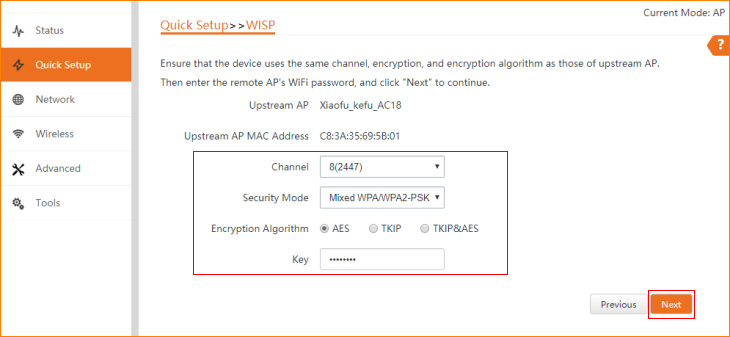 Current Mode: AP
Status
Quick Setup
Network
Wireless
Advanced
Tools
Quick Setup>>WISP
?
Ensure that the device uses the same channel, encryption, and encryption algorithm as those of upstream AP.
Then enter the remote AP's WiFi password, and click "Next" to continue.
Upstream AP Xiaofu_kefu_AC18
Upstream AP MAC Address C8:3A:35:69:5B:01
Channel 8(2447)
Security Mode Mixed WPA/WPA2-PSK
Encryption Algorithm AES TKIP TKIP&AES
Key ••••••••
Previous Next